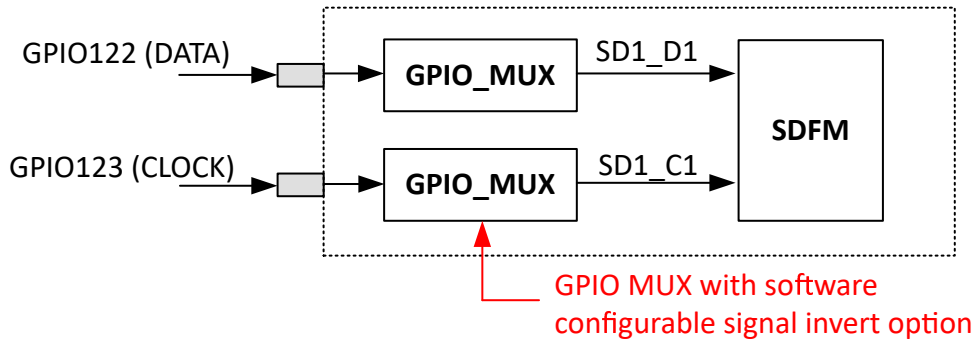 GPIO122 (DATA)
GPIO_MUX
SD1_D1
SDFM
GPIO123 (CLOCK)
GPIO_MUX
SD1_C1
GPIO MUX with software
configurable signal invert option